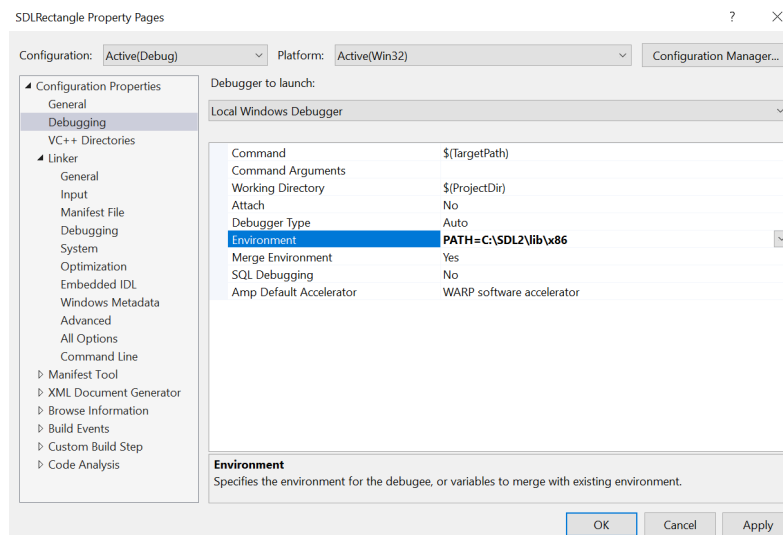 SDLRectangle Property Pages
Configuration: Active(Debug) Platform: Active(Win32) Configuration Manager...
Configuration Properties
General
Debugging
VC++ Directories
Linker
General
Input
Manifest File
Debugging
System
Optimization
Embedded IDL
Windows Metadata
Advanced
All Options
Command Line
Manifest Tool
XML Document Generator
Browse Information
Build Events
Custom Build Step
Code Analysis
Debugger to launch:
Local Windows Debugger
Command $(TargetPath)
Command Arguments
Working Directory $(ProjectDir)
Attach No
Debugger Type Auto
Environment PATH=C:\SDL2\lib\x86
Merge Environment Yes
SQL Debugging No
Amp Default Accelerator WARP software accelerator
Environment
Specifies the environment for the debugee, or variables to merge with existing environment.
OK Cancel Apply